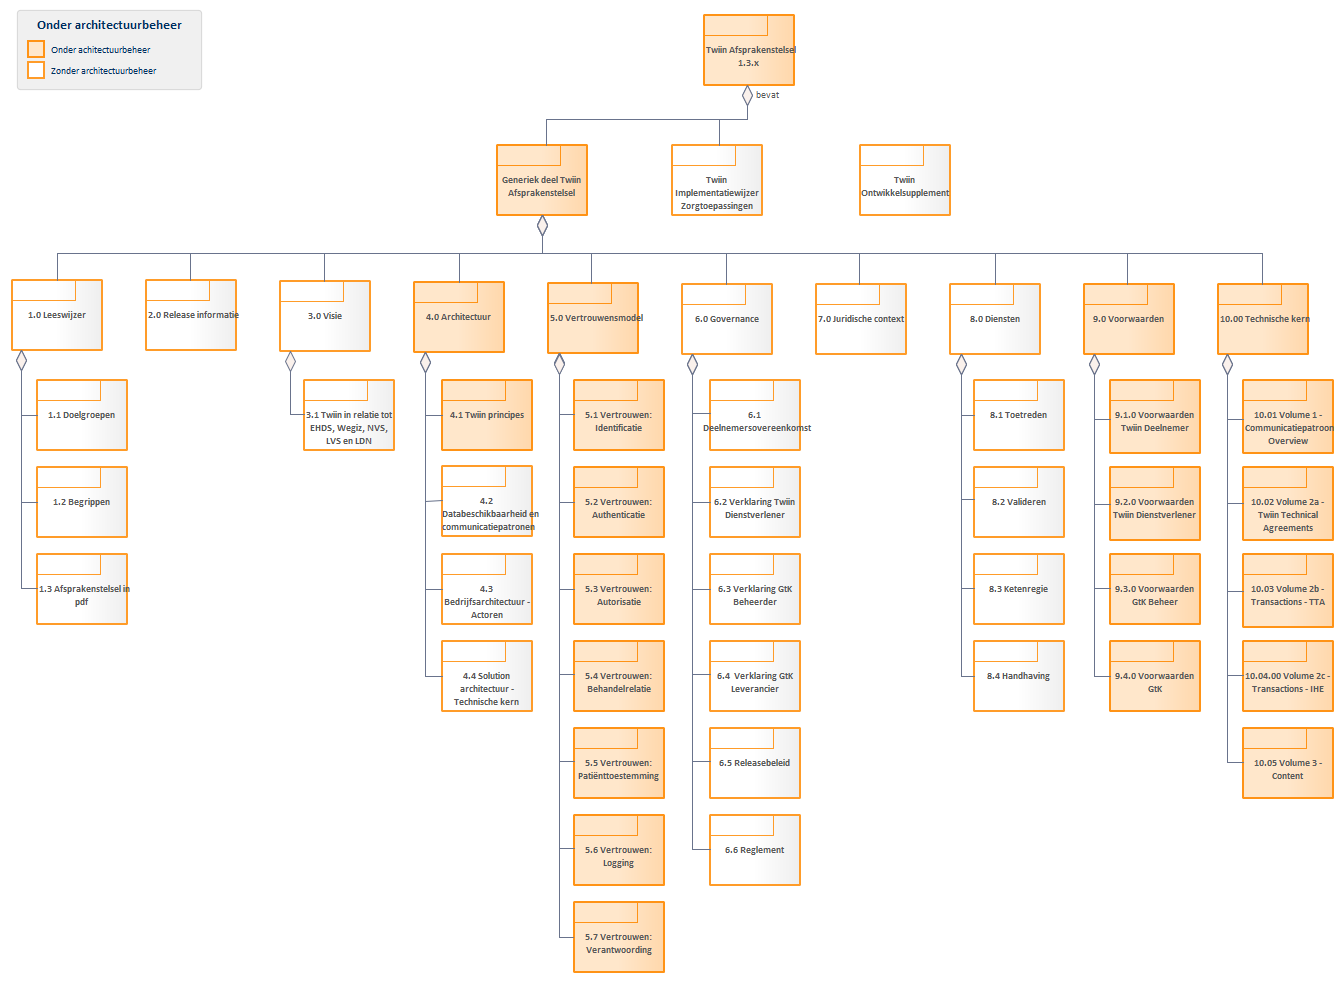 Onder architectuurbeheer
Onder achitectuurbeheer
Zonder architectuurbeheer
Twiin Afsprakenstelsel
1.3.x
bevat
Generiek deel Twiin
Afsprakenstelsel
Twiin
Implementatiewijzer
Zorgtoepassingen
Twiin
Ontwikkelsupplement
1.0 Leeswijzer
2.0 Release informatie
3.0 Visie
4.0 Architectuur
5.0 Vertrouwensmodel
6.0 Governance
7.0 Juridische context
8.0 Diensten
9.0 Voorwaarden
10.00 Technische kern
1.1 Doelgroepen
1.2 Begrippen
1.3 Afsprakenstelsel in
pdf
3.1 Twiin in relatie tot
EHDS, Wegiz, NVS,
LVS en LDN
4.1 Twiin principes
4.2
Databeschikbaarheid en
communicatiepatronen
4.3
Bedrijfsarchitectuur -
Actoren
4.4 Solution
architectuur -
Technische kern
5.1 Vertrouwen:
Identificatie
5.2 Vertrouwen:
Authenticatie
5.3 Vertrouwen:
Autorisatie
5.4 Vertrouwen:
Behandelrelatie
5.5 Vertrouwen:
Patiënttoestemming
5.6 Vertrouwen:
Logging
5.7 Vertrouwen:
Verantwoording
6.1
Deelnemersovereenkomst
6.2 Verklaring Twiin
Dienstverlener
6.3 Verklaring GtK
Beheerder
6.4 Verklaring GtK
Leverancier
6.5 Releasebeleid
6.6 Reglement
8.1 Toetreden
8.2 Valideren
8.3 Ketenregie
8.4 Handhaving
9.1.0 Voorwaarden
Twiin Deelnemer
9.2.0 Voorwaarden
Twiin Dienstverlener
9.3.0 Voorwaarden
GtK Beheer
9.4.0 Voorwaarden
GtK
10.01 Volume 1 -
Communicatiepatroon
Overview
10.02 Volume 2a -
Twiin Technical
Agreements
10.03 Volume 2b -
Transactions - TTA
10.04.00 Volume 2c -
Transactions - IHE
10.05 Volume 3 -
Content